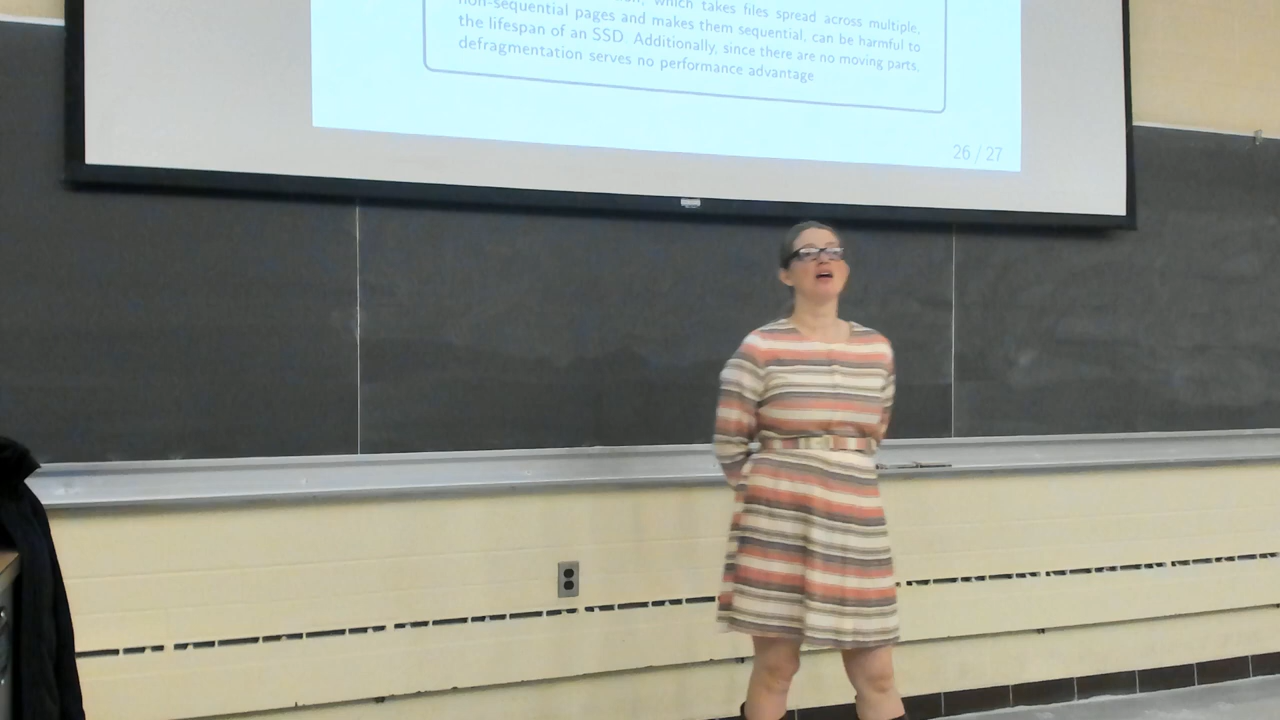 which takes files spread across multiple,
non-sequential pages and makes them sequential, can be harmful to
the lifespan of an SSD. Additionally, since there are no moving parts,
defragmentation serves no performance advantage
26 / 27